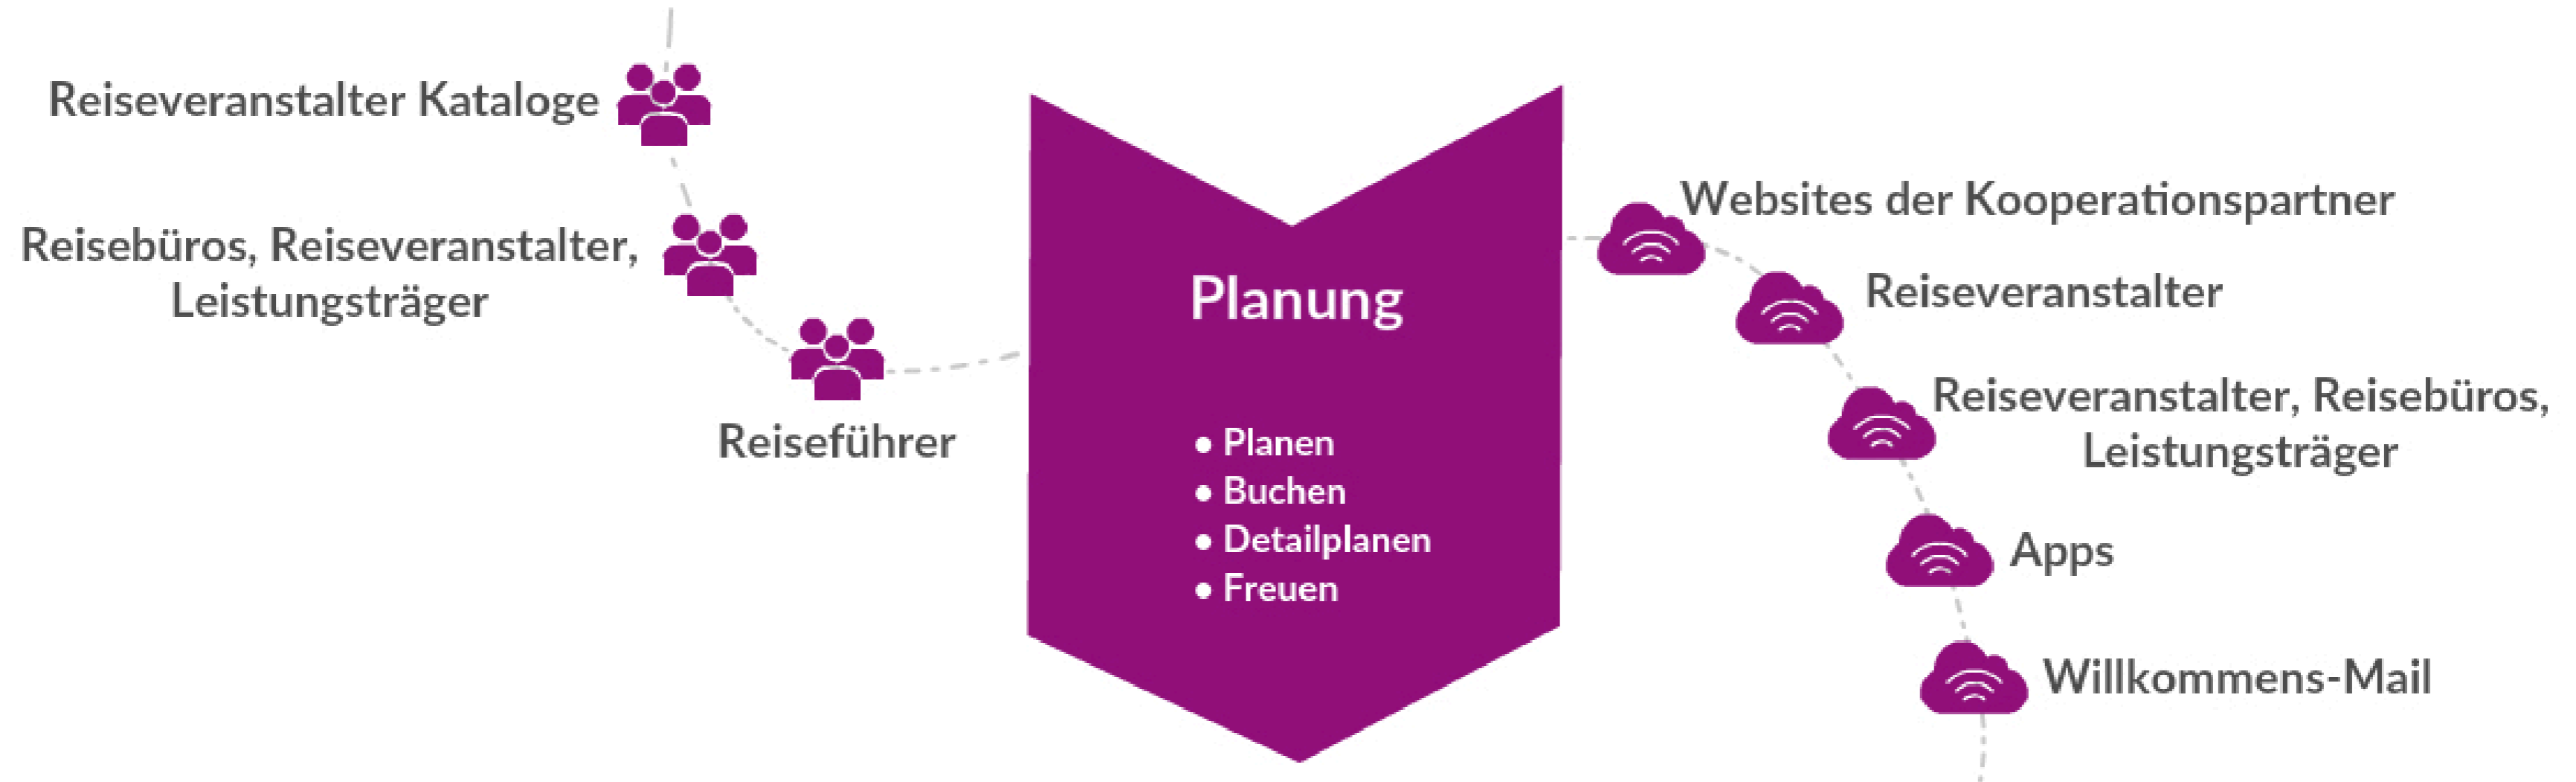 Reiseveranstalter Kataloge
Reisebüros, Reiseveranstalter,
Leistungsträger
Reiseführer
Planung
• Planen
• Buchen
• Detailplanen
• Freuen
Websites der Kooperationspartner
Reiseveranstalter
Reiseveranstalter, Reisebüros,
Leistungsträger
Apps
Willkommens-Mail